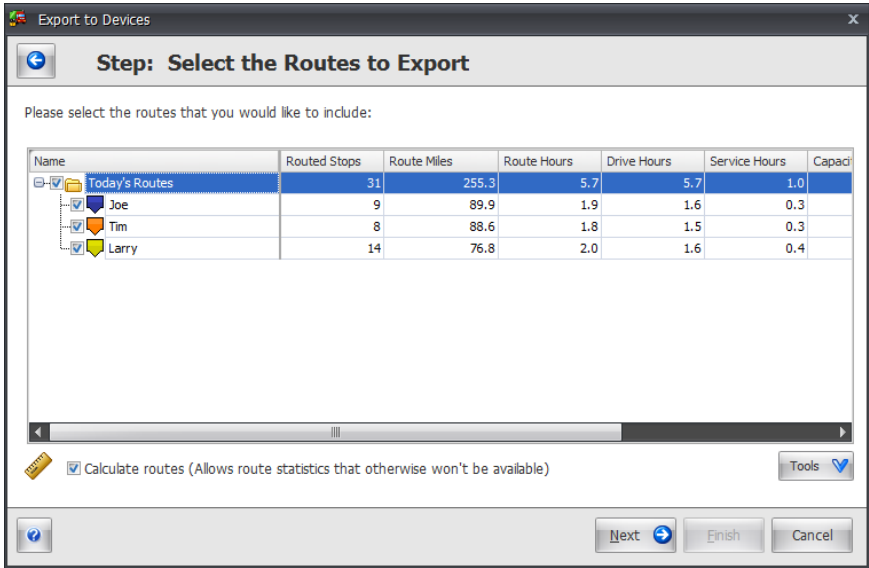 Export to Devices x
Step: Select the Routes to Export
Please select the routes that you would like to include:
Name Routed Stops Route Miles Route Hours Drive Hours Service Hours Capaci
Today's Routes 31 255.3 5.7 5.7 1.0
Joe 9 89.9 1.9 1.6 0.3
Tim 8 88.6 1.8 1.5 0.3
Larry 14 76.8 2.0 1.6 0.4
Calculate routes (Allows route statistics that otherwise won't be available) Tools
? Next Finish Cancel